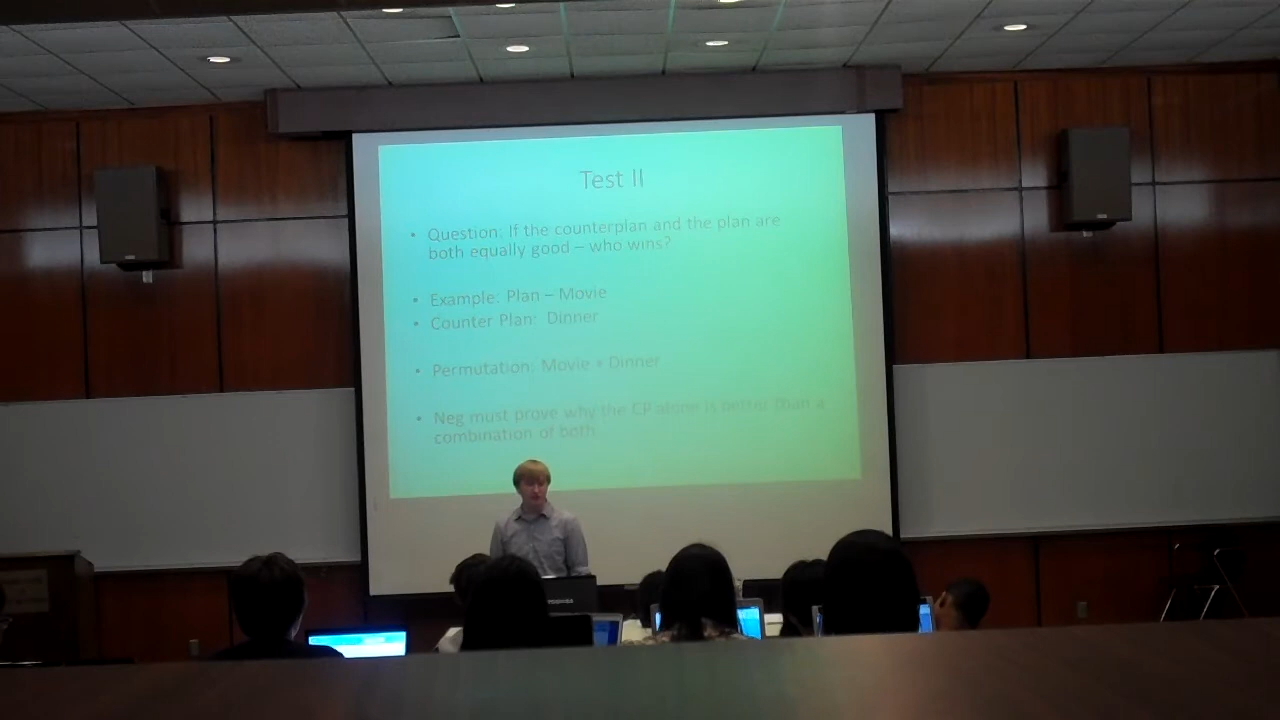 Test II
• Question: If the counterplan and the plan are
both equally good – who wins?
• Example: Plan – Movie
• Counter Plan: Dinner
• Permutation: Movie + Dinner
• Neg must prove why the CP alone is better than a
combination of both
TOSHIBA